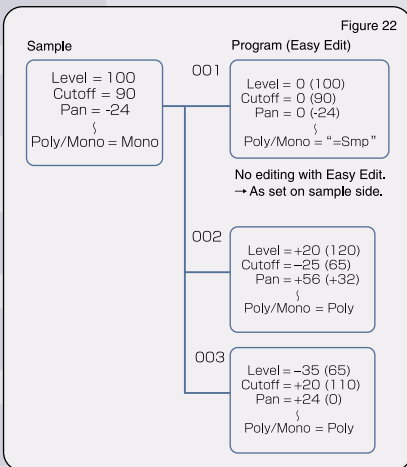 Figure 22
Sample
Program (Easy Edit)
Level = 100
Cutoff = 90
Pan = -24
Poly/Mono = Mono
001
Level = 0 (100)
Cutoff = 0 (90)
Pan = 0 (-24)
Poly/Mono = “=Smp”
No editing with Easy Edit.
→ As set on sample side.
002
Level = +20 (120)
Cutoff = −25 (65)
Pan = +56 (+32)
Poly/Mono = Poly
003
Level = −35 (65)
Cutoff = +20 (110)
Pan = +24 (0)
Poly/Mono = Poly